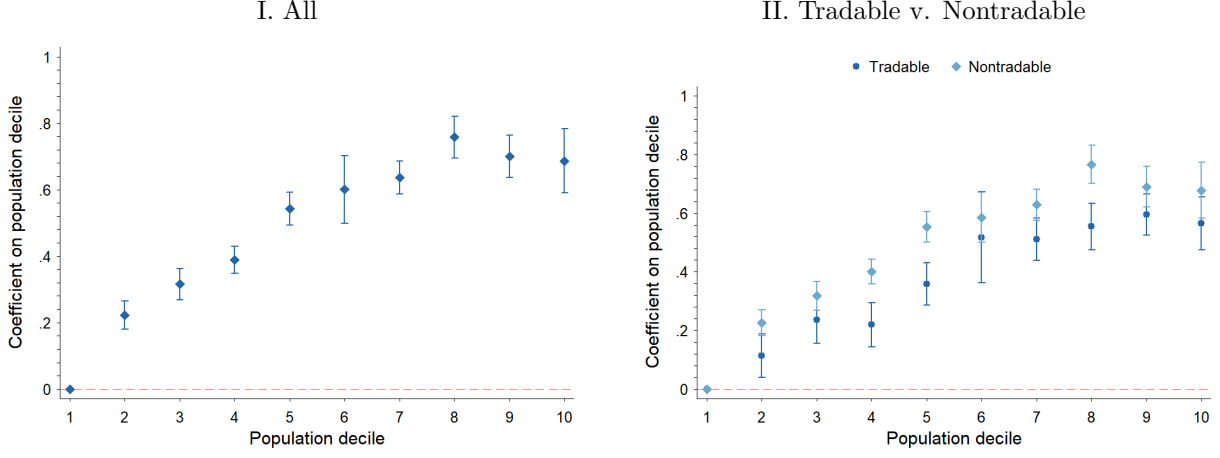 I. All
1
.8
.6
.4
.2
0
Coefficient on population decile
1 2 3 4 5 6 7 8 9 10
Population decile
II. Tradable v. Nontradable
Tradable Nontradable
1
.8
.6
.4
.2
0
Coefficient on population decile
1 2 3 4 5 6 7 8 9 10
Population decile